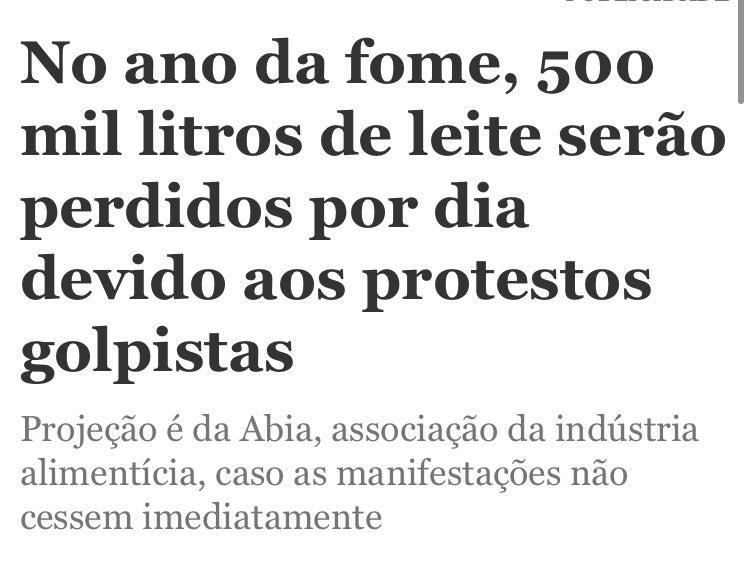 No ano da fome, 500
mil litros de leite serão
perdidos por dia
devido aos protestos
golpistas
Projeção é da Abia, associação da indústria
alimentícia, caso as manifestações não
cessem imediatamente